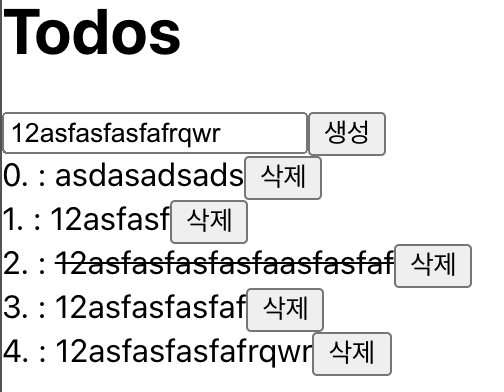 Todos
12asfasfasfafrqwr 생성
0. : asdasadsads 삭제
1. : 12asfasf 삭제
2. : 12asfasfasfasfaasfasfaf 삭제
3. : 12asfasfasfaf 삭제
4. : 12asfasfasfafrqwr 삭제